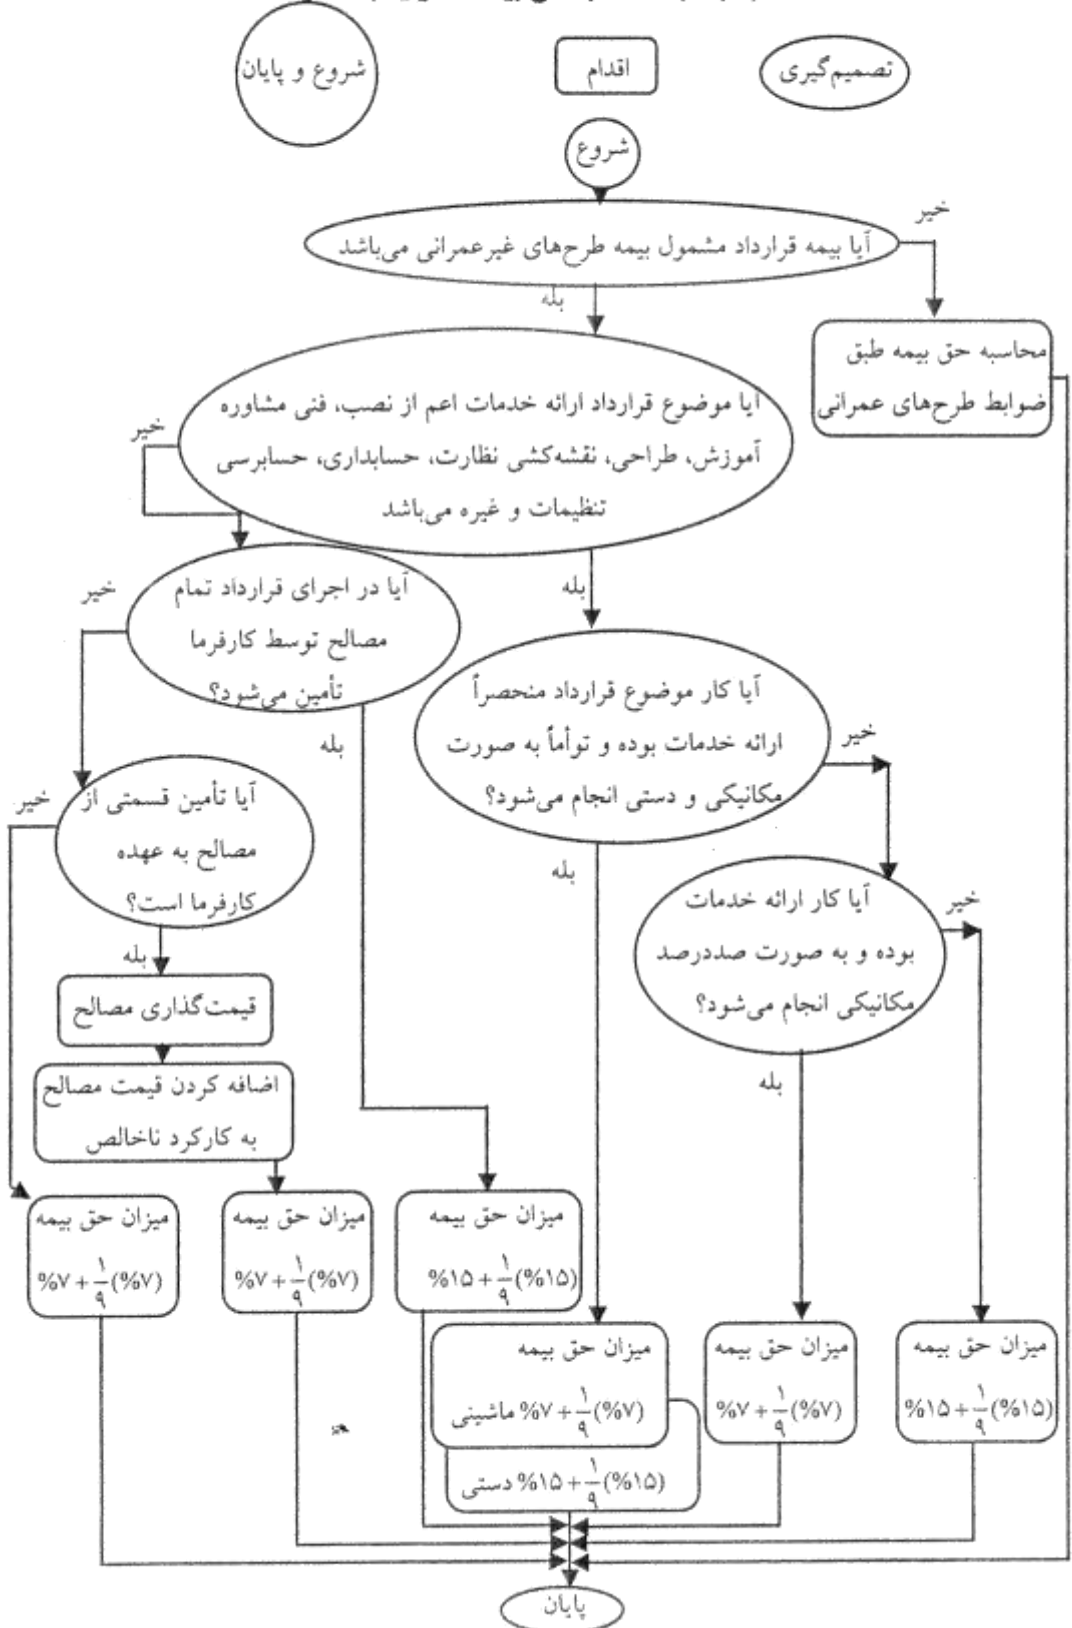 تصمیم‌گیری
اقدام
شروع و پایان
شروع
خیر
آیا بیمه قرارداد مشمول بیمه طرح‌های غیرعمرانی می‌باشد
بله
محاسبه حق بیمه طبق
ضوابط طرح‌های عمرانی
آیا موضوع قرارداد ارائه خدمات اعم از نصب، فنی مشاوره
آموزش، طراحی، نقشه‌کشی نظارت، حسابداری، حسابرسی
تنظیمات و غیره می‌باشد
خیر
بله
آیا در اجرای قرارداد تمام
مصالح توسط کارفرما
تأمین می‌شود؟
خیر
بله
آیا کار موضوع قرارداد منحصراً
ارائه خدمات بوده و توأماً به صورت
مکانیکی و دستی انجام می‌شود؟
خیر
بله
آیا تأمین قسمتی از
مصالح به عهده
کارفرما است؟
خیر
بله
آیا کار ارائه خدمات
بوده و به صورت صددرصد
مکانیکی انجام می‌شود؟
خیر
بله
قیمت‌گذاری مصالح
اضافه کردن قیمت مصالح
به کارکرد ناخالص
میزان حق بیمه
%۷ + ۱/۹ (%۷)
میزان حق بیمه
%۷ + ۱/۹ (%۷)
میزان حق بیمه
%۱۵ + ۱/۹ (%۱۵)
میزان حق بیمه
%۷ + ۱/۹ (%۷) ماشینی
%۱۵ + ۱/۹ (%۱۵) دستی
میزان حق بیمه
%۷ + ۱/۹ (%۷)
میزان حق بیمه
%۱۵ + ۱/۹ (%۱۵)
پایان